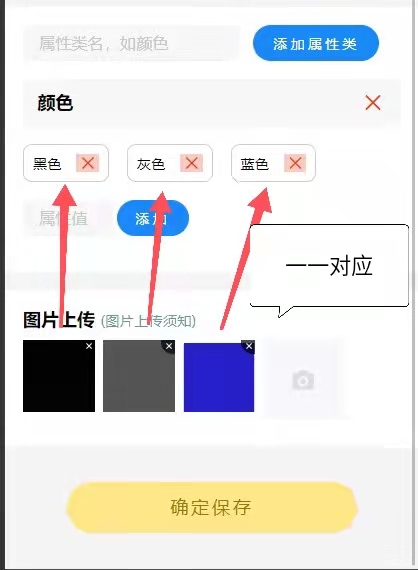 属性类名，如颜色
添加属性类
颜色
黑色
灰色
蓝色
属性值
添加
一一对应
图片上传 (图片上传须知)
确定保存